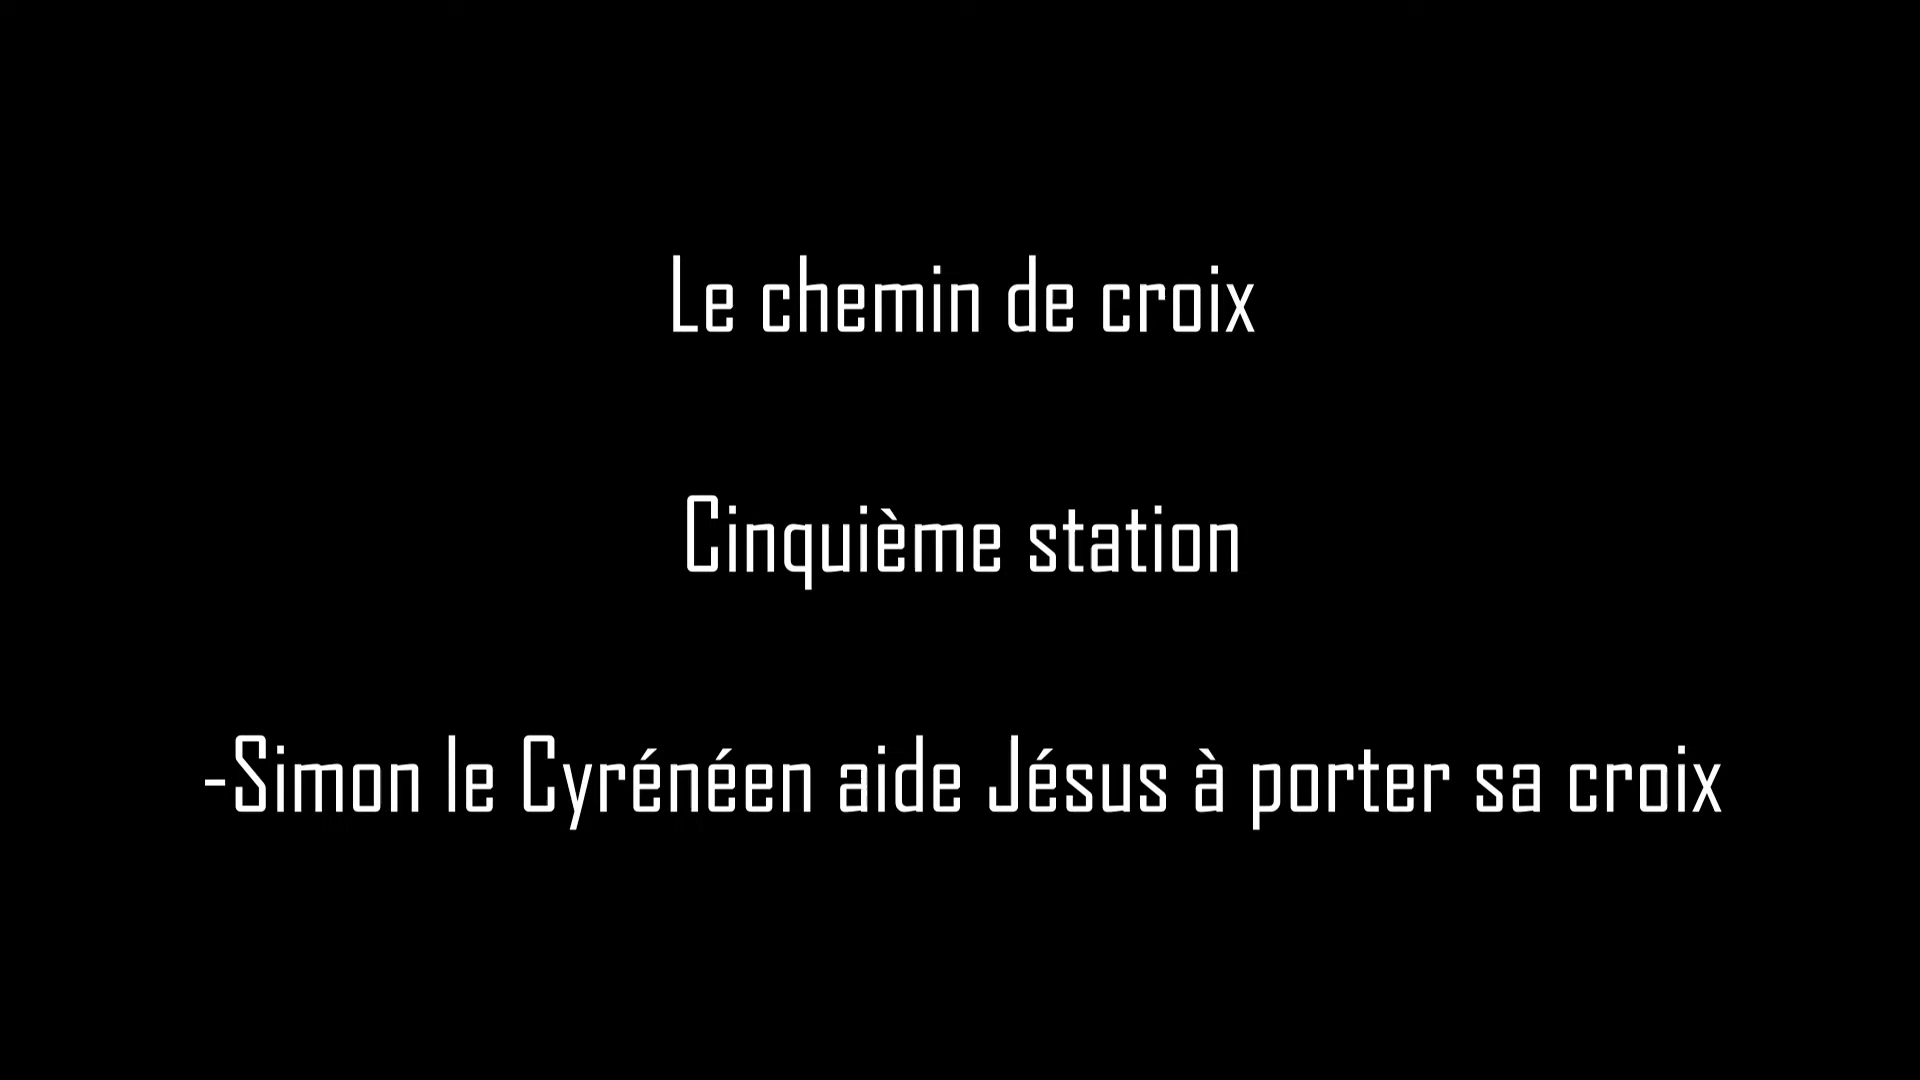 Le chemin de croix
Cinquième station
-Simon le Cyrénéen aide Jésus à porter sa croix